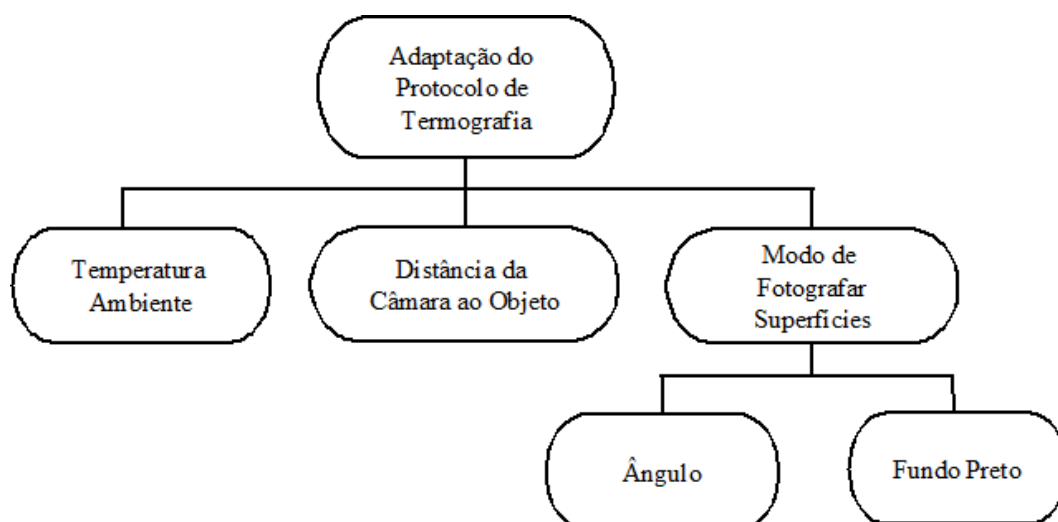 Adaptação do
Protocolo de
Termografia
Temperatura
Ambiente
Distância da
Câmara ao Objeto
Modo de
Fotografar
Superfícies
Ângulo
Fundo Preto